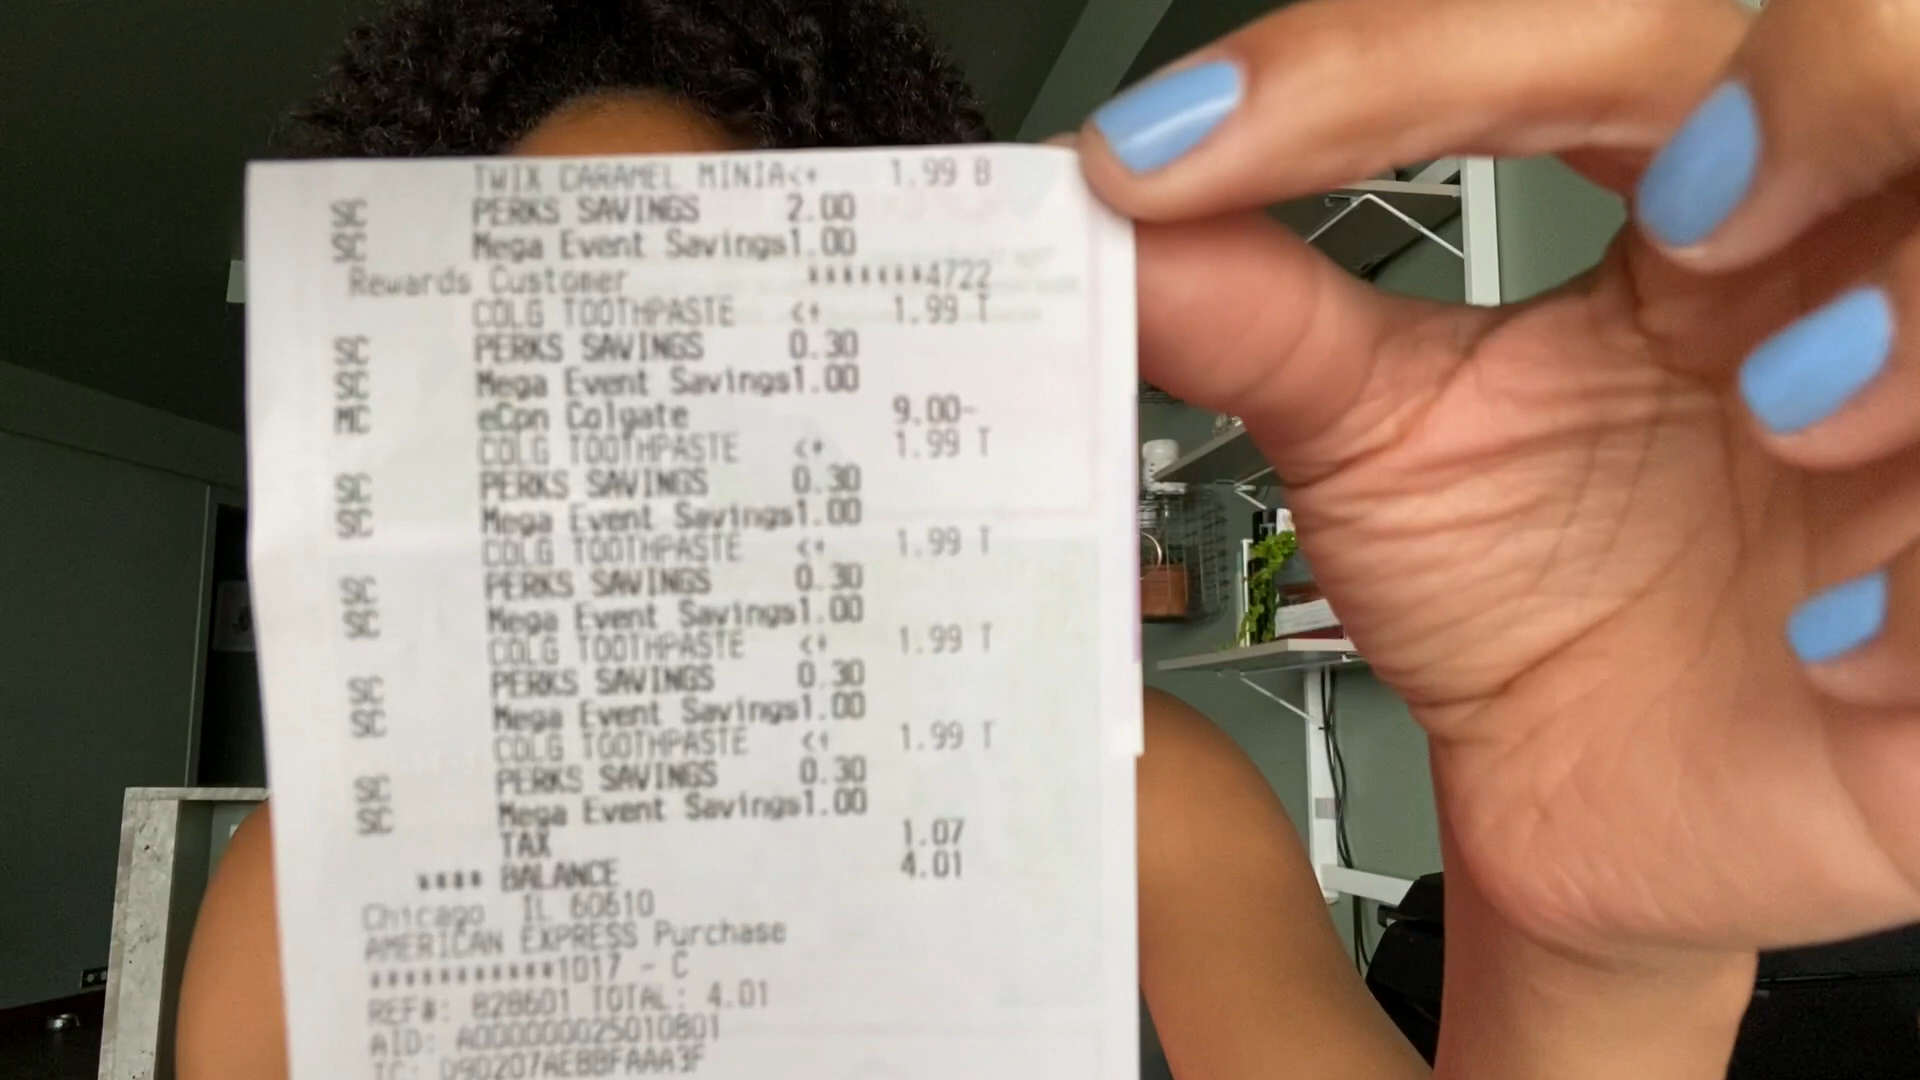 TWIX CARAMEL MINIA<+ 1.99 B
SC PERKS SAVINGS 2.00
SC Mega Event Savings1.00
Rewards Customer *******4722
COLG TOOTHPASTE <+ 1.99 T
SC PERKS SAVINGS 0.30
SC Mega Event Savings1.00
MC eCpn Colgate 9.00-
COLG TOOTHPASTE <+ 1.99 T
SC PERKS SAVINGS 0.30
SC Mega Event Savings1.00
COLG TOOTHPASTE <+ 1.99 T
SC PERKS SAVINGS 0.30
SC Mega Event Savings1.00
COLG TOOTHPASTE <+ 1.99 T
SC PERKS SAVINGS 0.30
SC Mega Event Savings1.00
COLG TOOTHPASTE <+ 1.99 T
SC PERKS SAVINGS 0.30
SC Mega Event Savings1.00
TAX 1.07
**** BALANCE 4.01
Chicago IL 60610
AMERICAN EXPRESS Purchase
***********1017 - C
REF#: 828601 TOTAL: 4.01
AID: A000000025010801
TC: